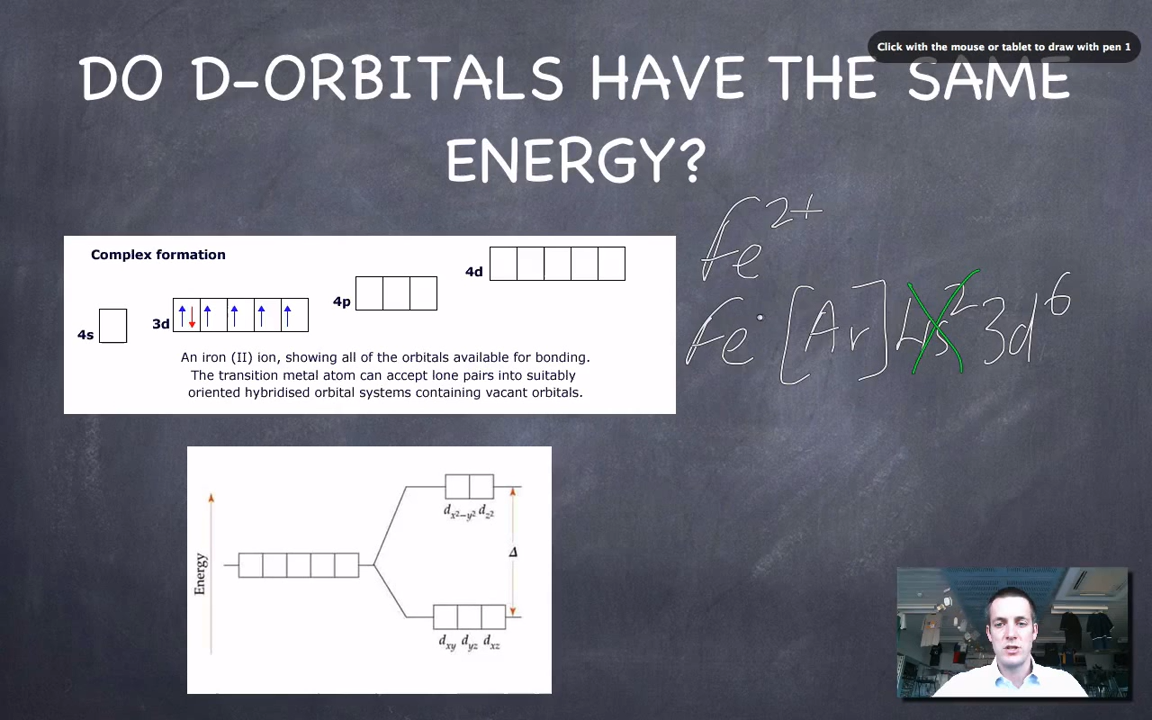 Click with the mouse or tablet to draw with pen 1
DO D-ORBITALS HAVE THE SAME
ENERGY?
Complex formation
4s
3d
4p
4d
An iron (II) ion, showing all of the orbitals available for bonding.
The transition metal atom can accept lone pairs into suitably
oriented hybridised orbital systems containing vacant orbitals.
Fe²⁺
Fe [Ar] 4s² 3d⁶
Energy
dx²−y² dz²
Δ
dxy dyz dxz